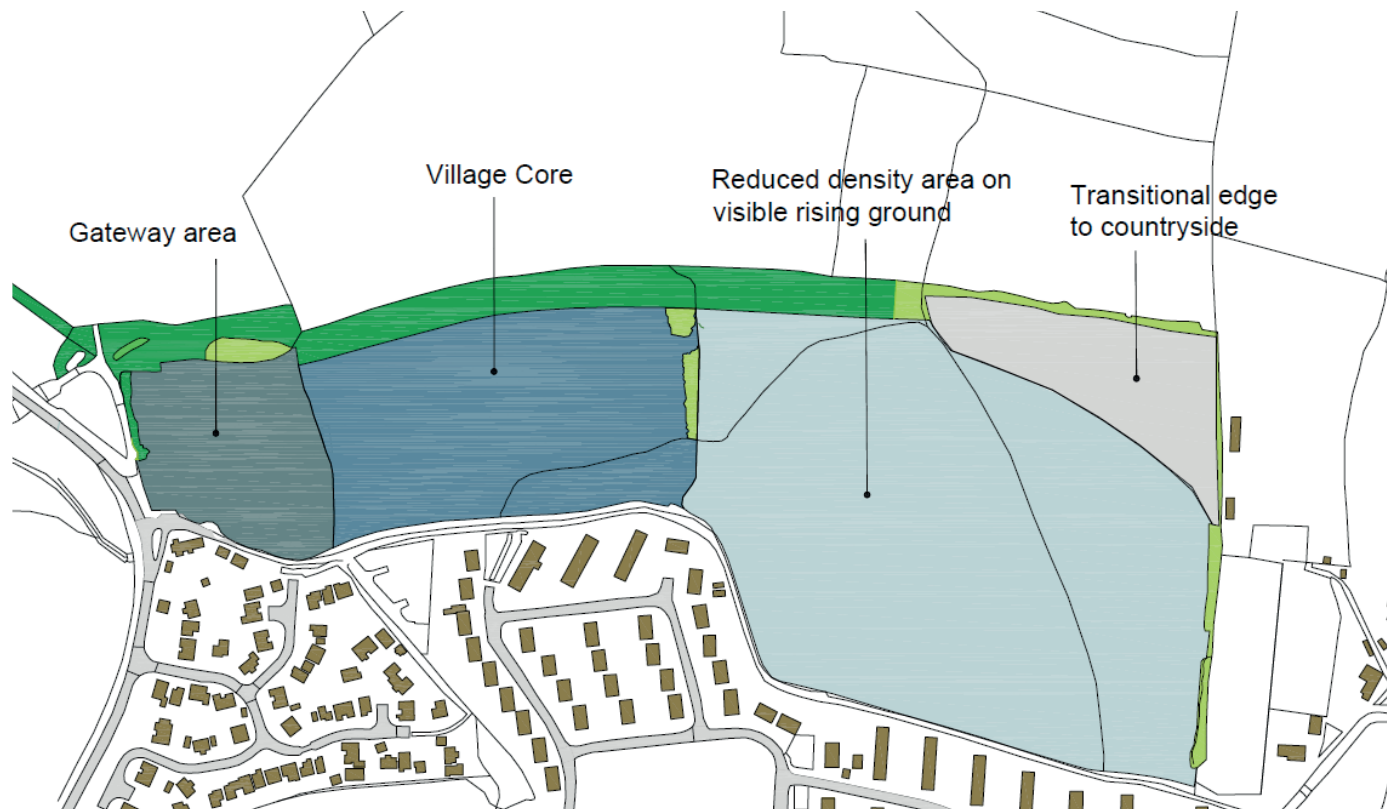 Gateway area
Village Core
Reduced density area on
visible rising ground
Transitional edge
to countryside